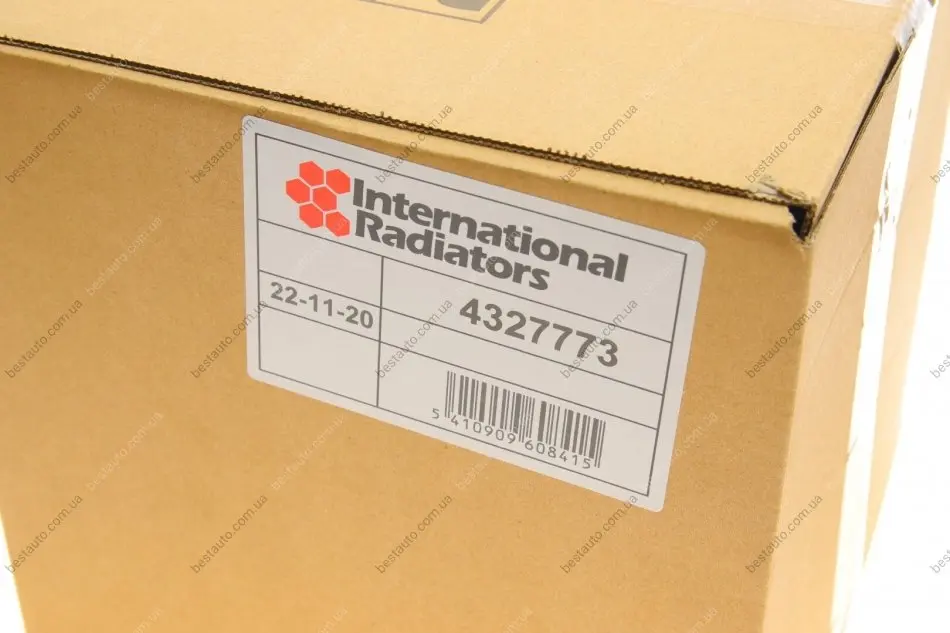 International
Radiators
22-11-20
4327773
5 410909 608415
bestauto.com.ua